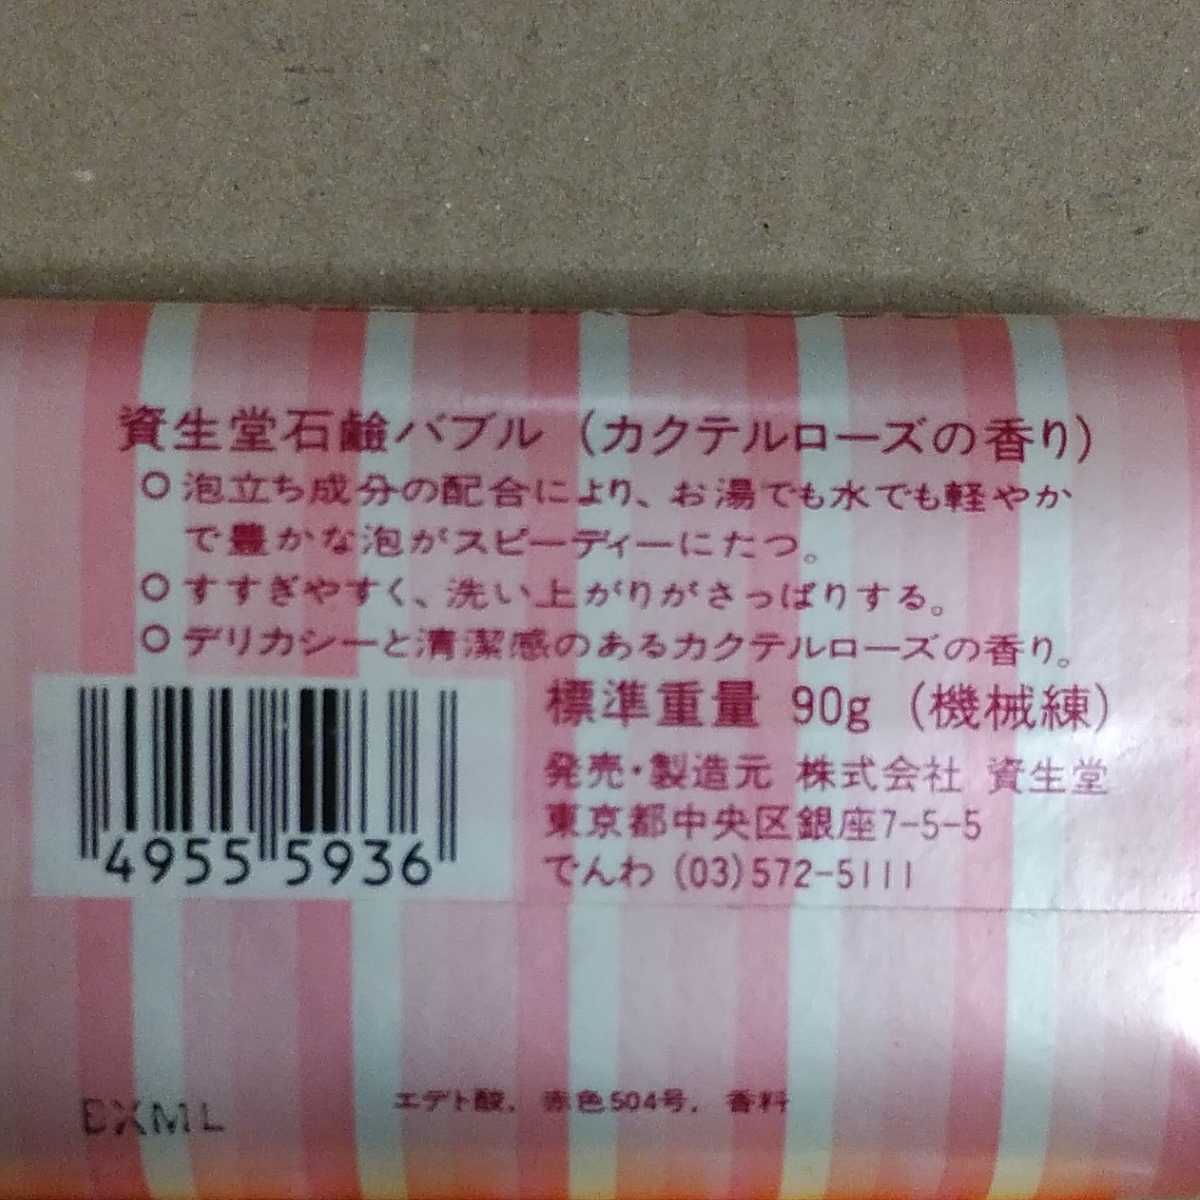 資生堂石鹸バブル（カクテルローズの香り）
○ 泡立ち成分の配合により、お湯でも水でも軽やか
で豊かな泡がスピーディーにたつ。
○ すすぎやすく、洗い上がりがさっぱりする。
○ デリカシーと清潔感のあるカクテルローズの香り。
標準重量 90g（機械練）
発売・製造元 株式会社 資生堂
東京都中央区銀座7-5-5
でんわ (03)572-5111
4955 5936
エデト酸, 赤色504号, 香料